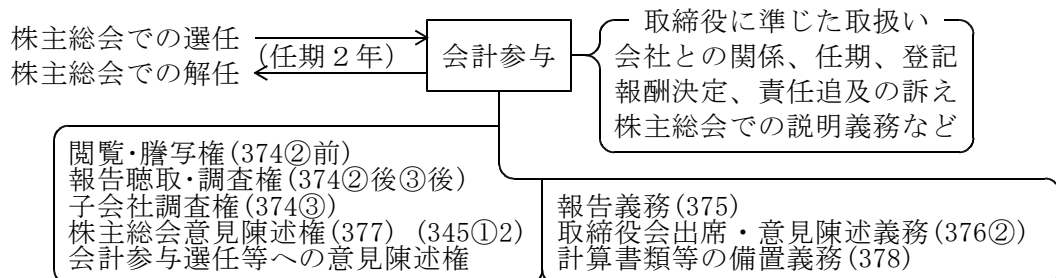 株主総会での選任
株主総会での解任
(任期2年)
会計参与
取締役に準じた取扱い
会社との関係、任期、登記
報酬決定、責任追及の訴え
株主総会での説明義務など
閲覧・謄写権(374②前)
報告聴取・調査権(374②後③後)
子会社調査権(374③)
株主総会意見陳述権(377) (345①2)
会計参与選任等への意見陳述権
報告義務(375)
取締役会出席・意見陳述義務(376②))
計算書類等の備置義務(378)